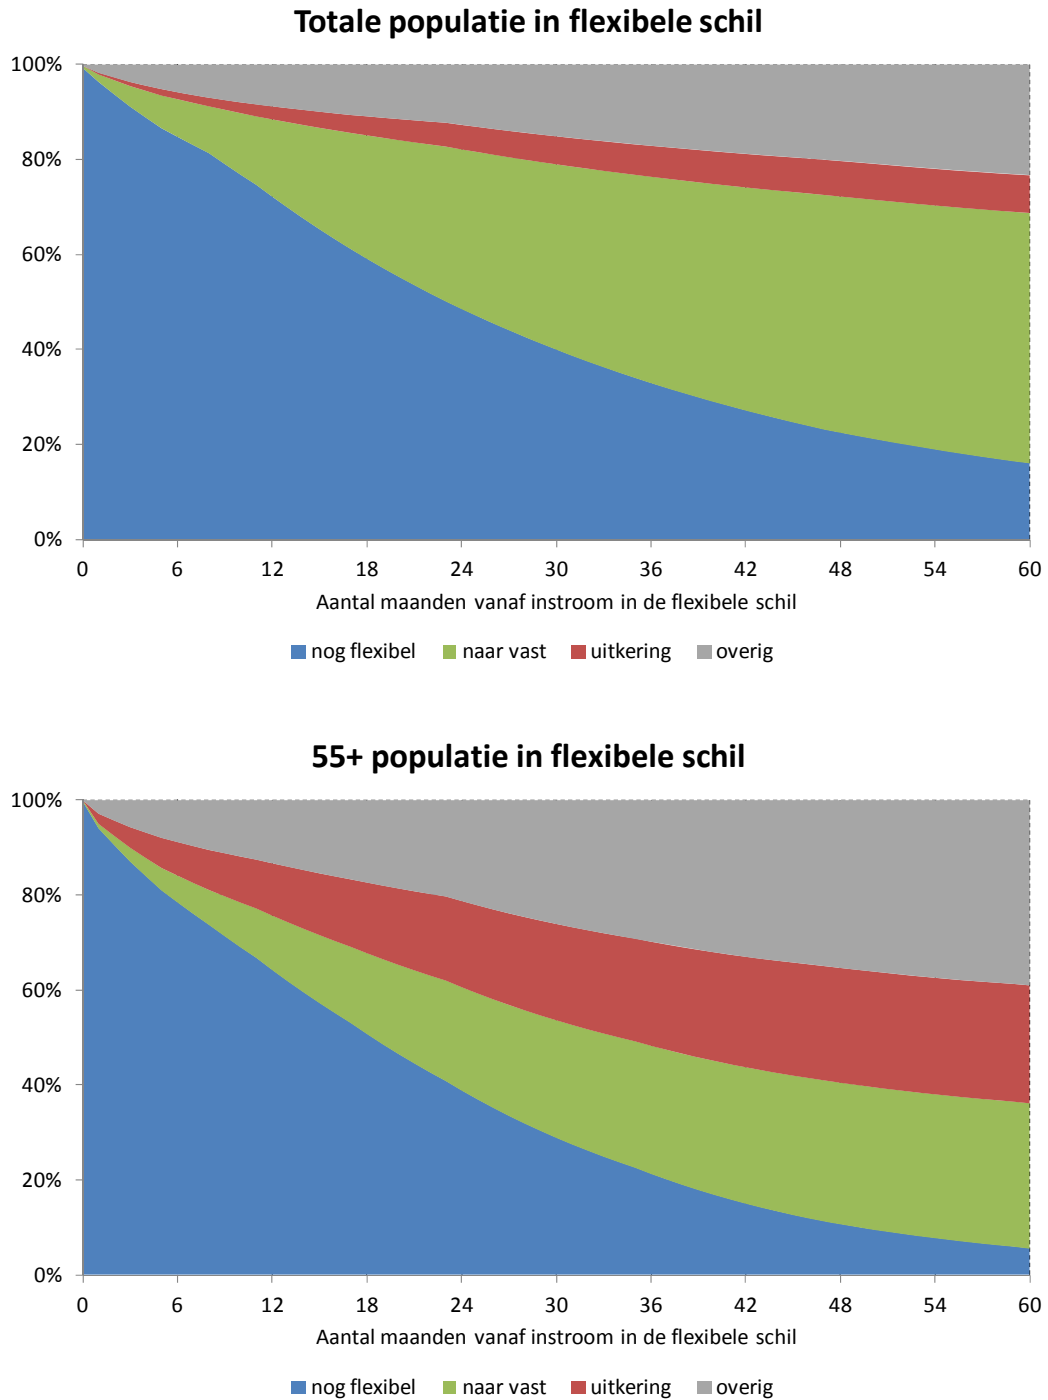 Totale populatie in flexibele schil
100%
80%
60%
40%
20%
0%
0 6 12 18 24 30 36 42 48 54 60
Aantal maanden vanaf instroom in de flexibele schil
nog flexibel naar vast uitkering overig
55+ populatie in flexibele schil
100%
80%
60%
40%
20%
0%
0 6 12 18 24 30 36 42 48 54 60
Aantal maanden vanaf instroom in de flexibele schil
nog flexibel naar vast uitkering overig